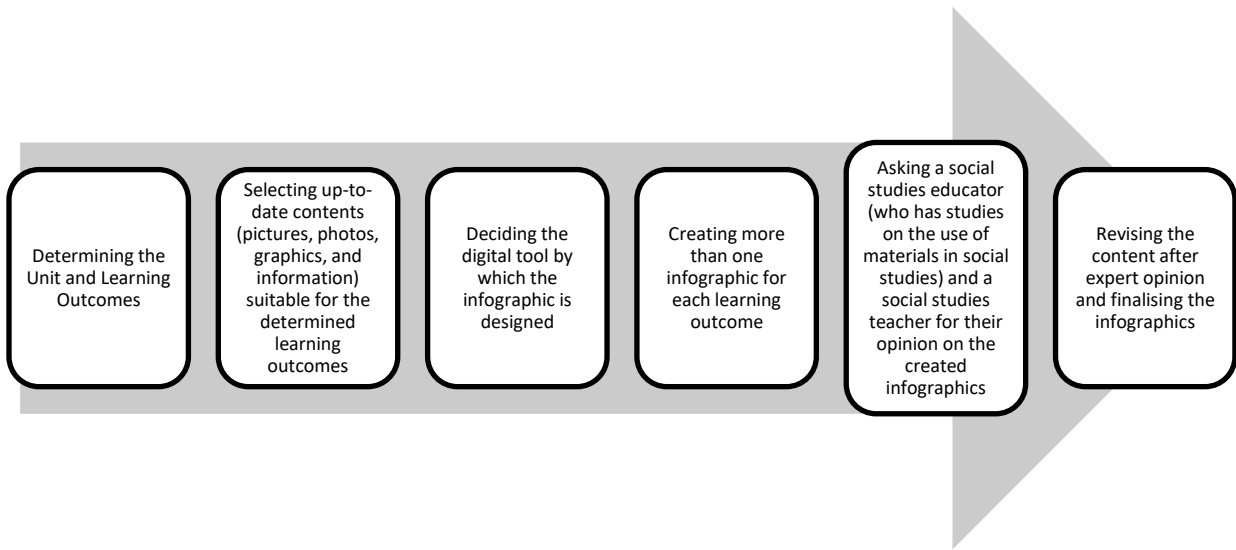 Determining the
Unit and Learning
Outcomes
Selecting up-to-
date contents
(pictures, photos,
graphics, and
information)
suitable for the
determined
learning
outcomes
Deciding the
digital tool by
which the
infographic is
designed
Creating more
than one
infographic for
each learning
outcome
Asking a social
studies educator
(who has studies
on the use of
materials in social
studies) and a
social studies
teacher for their
opinion on the
created
infographics
Revising the
content after
expert opinion
and finalising the
infographics